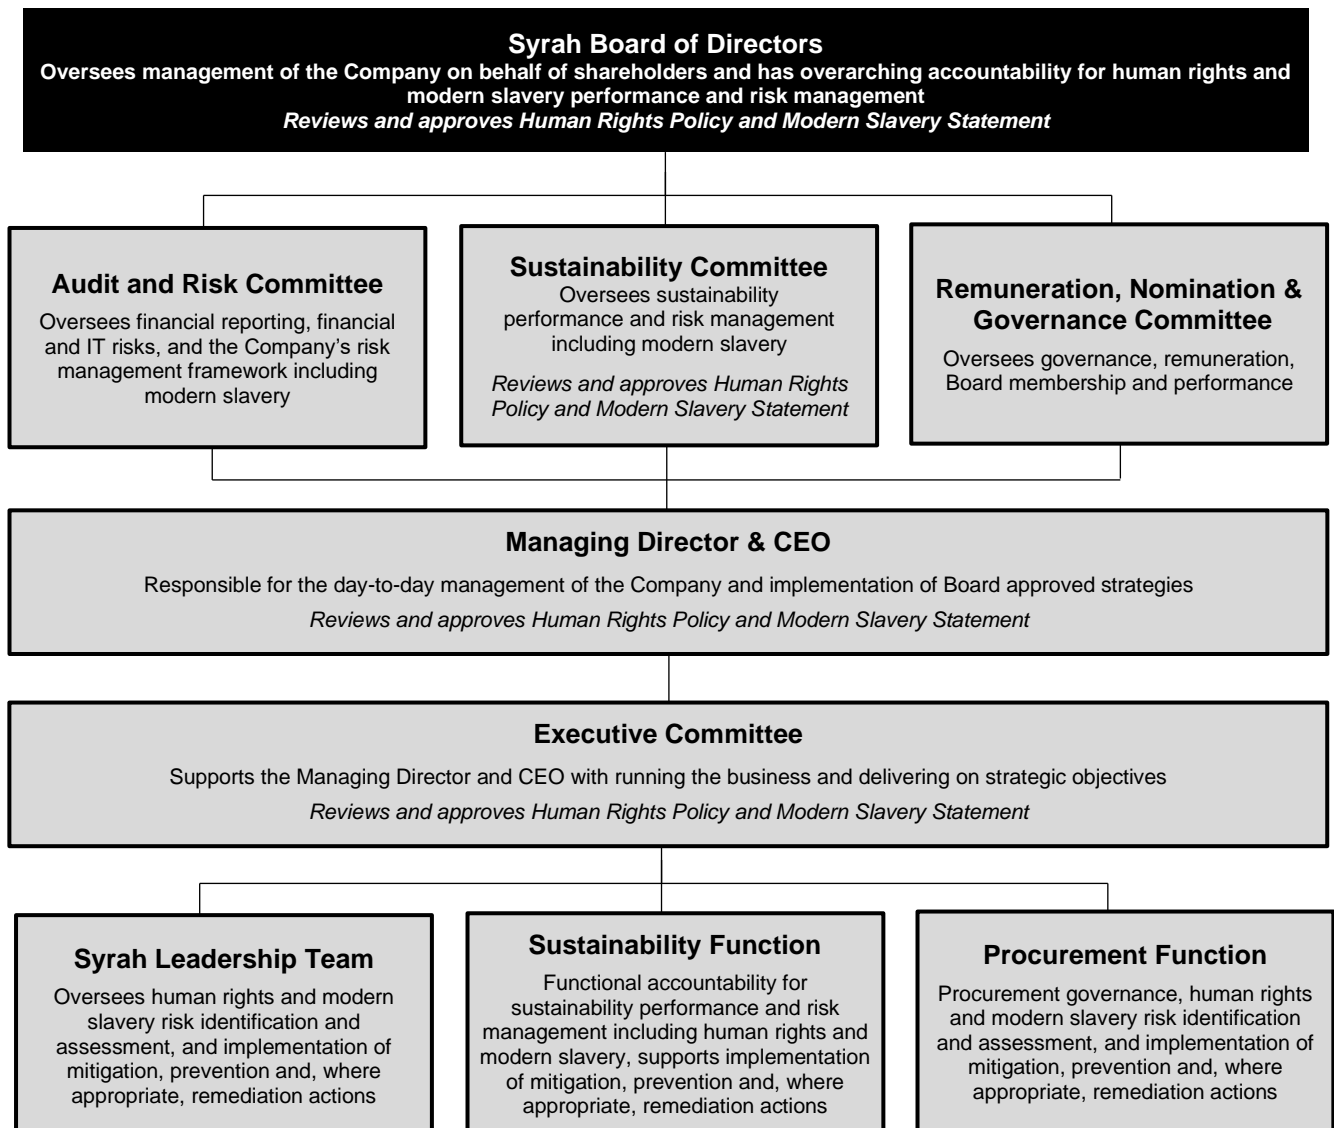 Syrah Board of Directors
Oversees management of the Company on behalf of shareholders and has overarching accountability for human rights and
modern slavery performance and risk management
Reviews and approves Human Rights Policy and Modern Slavery Statement
Audit and Risk Committee
Oversees financial reporting, financial
and IT risks, and the Company's risk
management framework including
modern slavery
Sustainability Committee
Oversees sustainability
performance and risk management
including modern slavery
Reviews and approves Human Rights
Policy and Modern Slavery Statement
Remuneration, Nomination &
Governance Committee
Oversees governance, remuneration,
Board membership and performance
Managing Director & CEO
Responsible for the day-to-day management of the Company and implementation of Board approved strategies
Reviews and approves Human Rights Policy and Modern Slavery Statement
Executive Committee
Supports the Managing Director and CEO with running the business and delivering on strategic objectives
Reviews and approves Human Rights Policy and Modern Slavery Statement
Syrah Leadership Team
Oversees human rights and modern
slavery risk identification and
assessment, and implementation of
mitigation, prevention and, where
appropriate, remediation actions
Sustainability Function
Functional accountability for
sustainability performance and risk
management including human rights and
modern slavery, supports implementation
of mitigation, prevention and, where
appropriate, remediation actions
Procurement Function
Procurement governance, human rights
and modern slavery risk identification
and assessment, and implementation of
mitigation, prevention and, where
appropriate, remediation actions